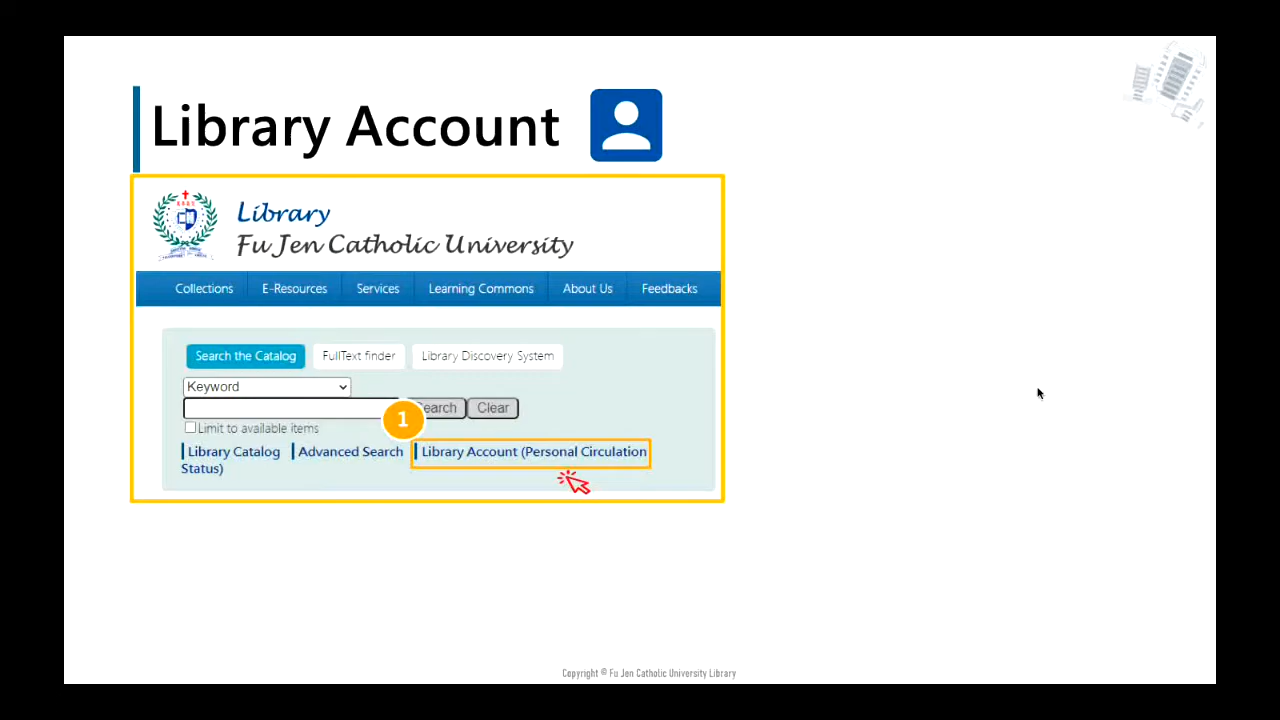 Library Account
Library
Fu Jen Catholic University
Collections E-Resources Services Learning Commons About Us Feedbacks
Search the Catalog FullText finder Library Discovery System
Keyword
1 Search Clear
Limit to available items
Library Catalog Advanced Search Library Account (Personal Circulation
Status)
Copyright © Fu Jen Catholic University Library